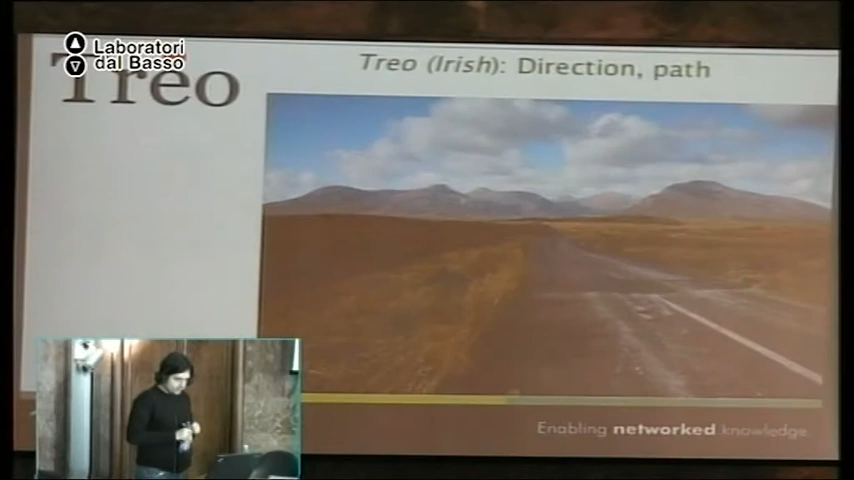 Laboratori
dal Basso
Treo
Treo (Irish): Direction, path
Enabling networked knowledge.